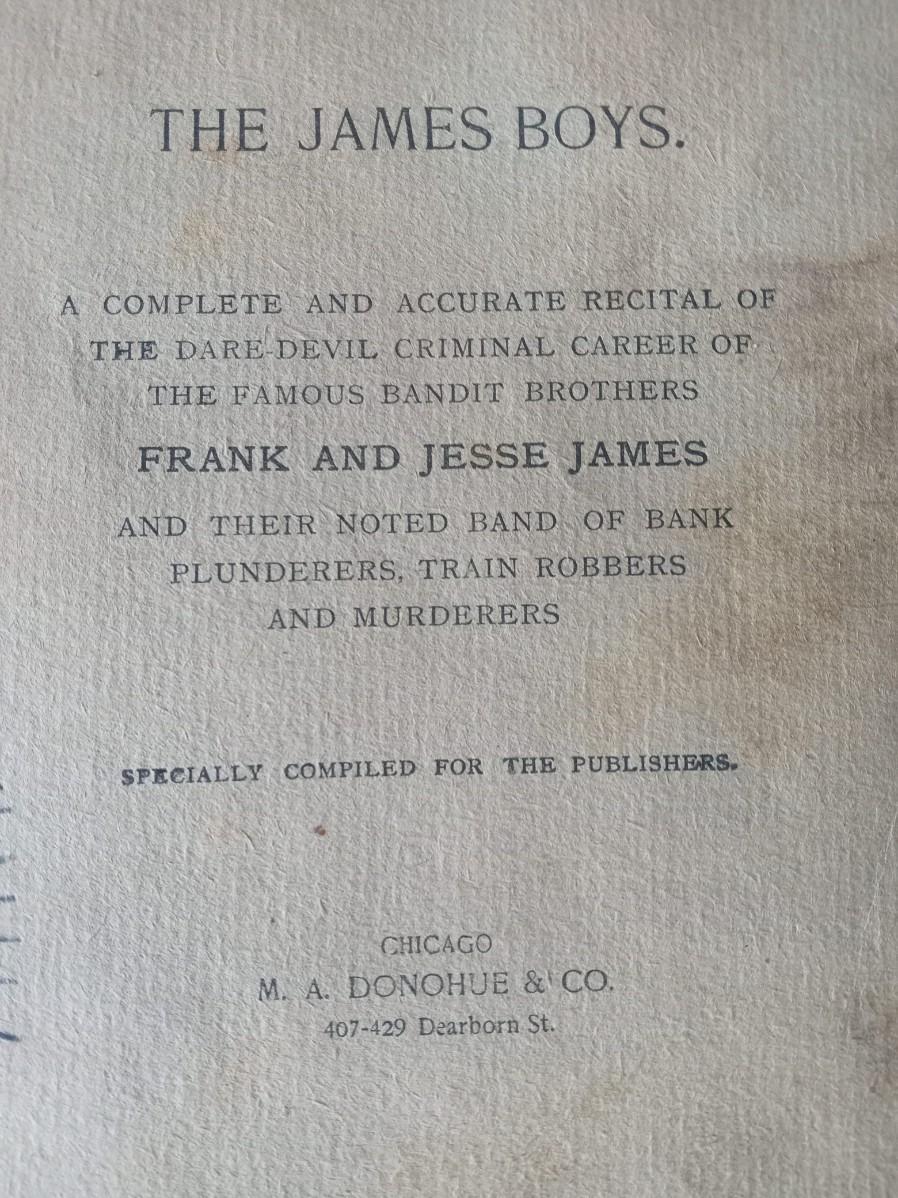 THE JAMES BOYS.
A COMPLETE AND ACCURATE RECITAL OF
THE DARE-DEVIL CRIMINAL CAREER OF
THE FAMOUS BANDIT BROTHERS
FRANK AND JESSE JAMES
AND THEIR NOTED BAND OF BANK
PLUNDERERS, TRAIN ROBBERS
AND MURDERERS
SPECIALLY COMPILED FOR THE PUBLISHERS.
CHICAGO
M. A. DONOHUE & CO.
407-429 Dearborn St.